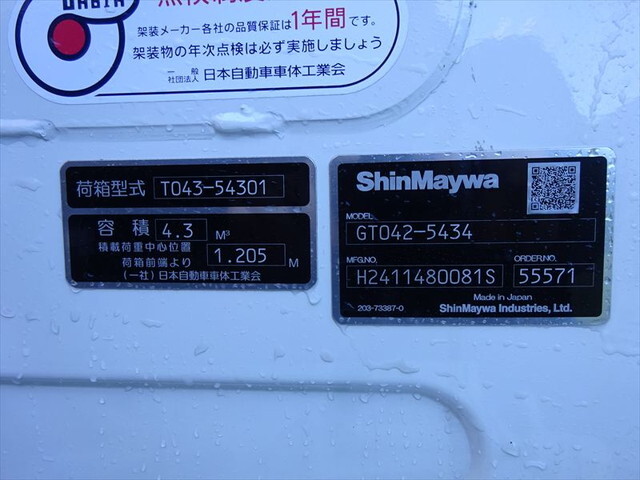 ORBIA
架装メーカー各社の品質保証は1年間です。
架装物の年次点検は必ず実施しましょう
一般社団法人 日本自動車車体工業会
荷箱型式 T043-54301
容積 4.3 M³
積載荷重中心位置
荷箱前端より 1.205 M
(一社)日本自動車車体工業会
ShinMaywa
MODEL
GT042-5434
MFG.NO. ORDER.NO.
H2411480081S 55571
Made in Japan
203-73387-0 ShinMaywa Industries, Ltd.